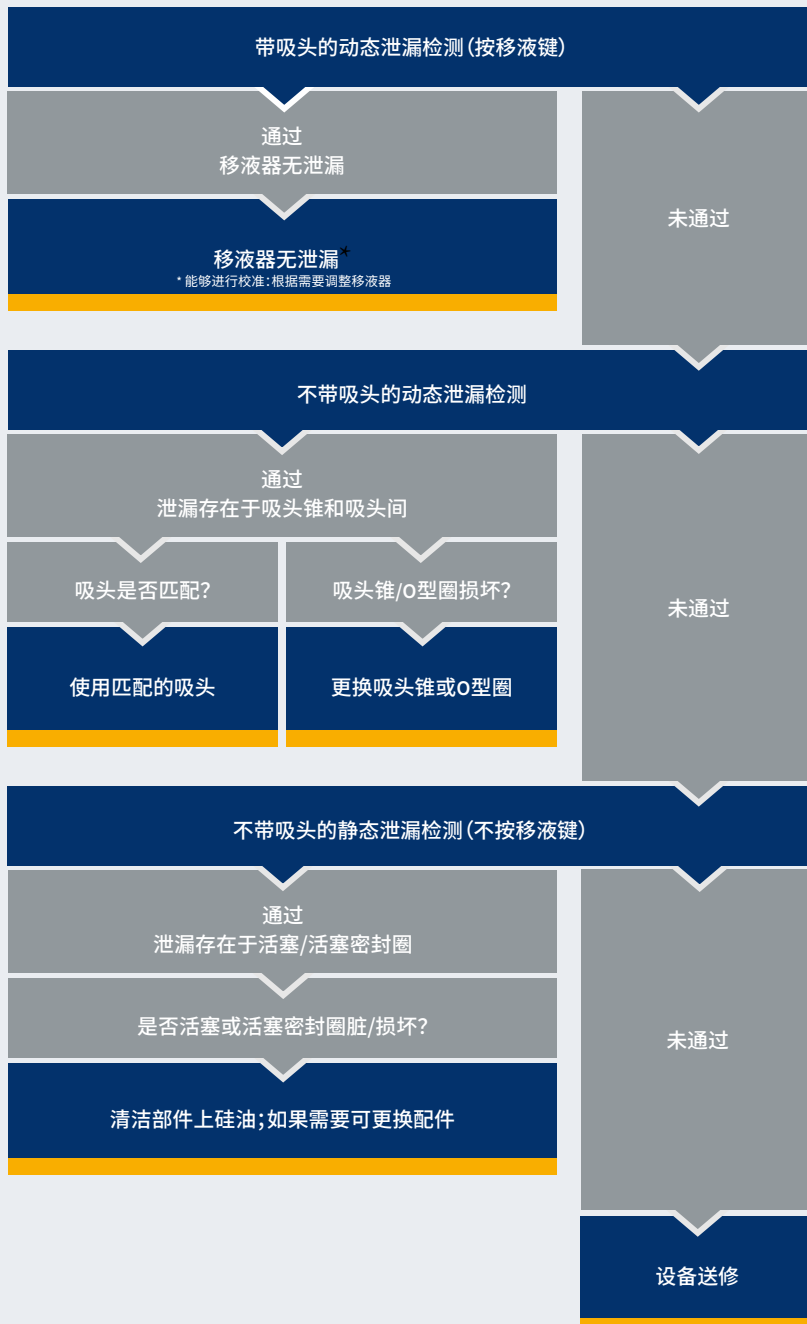 带吸头的动态泄漏检测（按移液键）
通过
移液器无泄漏
未通过
移液器无泄漏*
* 能够进行校准：根据需要调整移液器
不带吸头的动态泄漏检测
通过
泄漏存在于吸头锥和吸头间
吸头是否匹配？
吸头锥/O型圈损坏？
未通过
使用匹配的吸头
更换吸头锥或O型圈
不带吸头的静态泄漏检测（不按移液键）
通过
泄漏存在于活塞/活塞密封圈
是否活塞或活塞密封圈脏/损坏？
未通过
清洁部件上硅油；如果需要可更换配件
设备送修